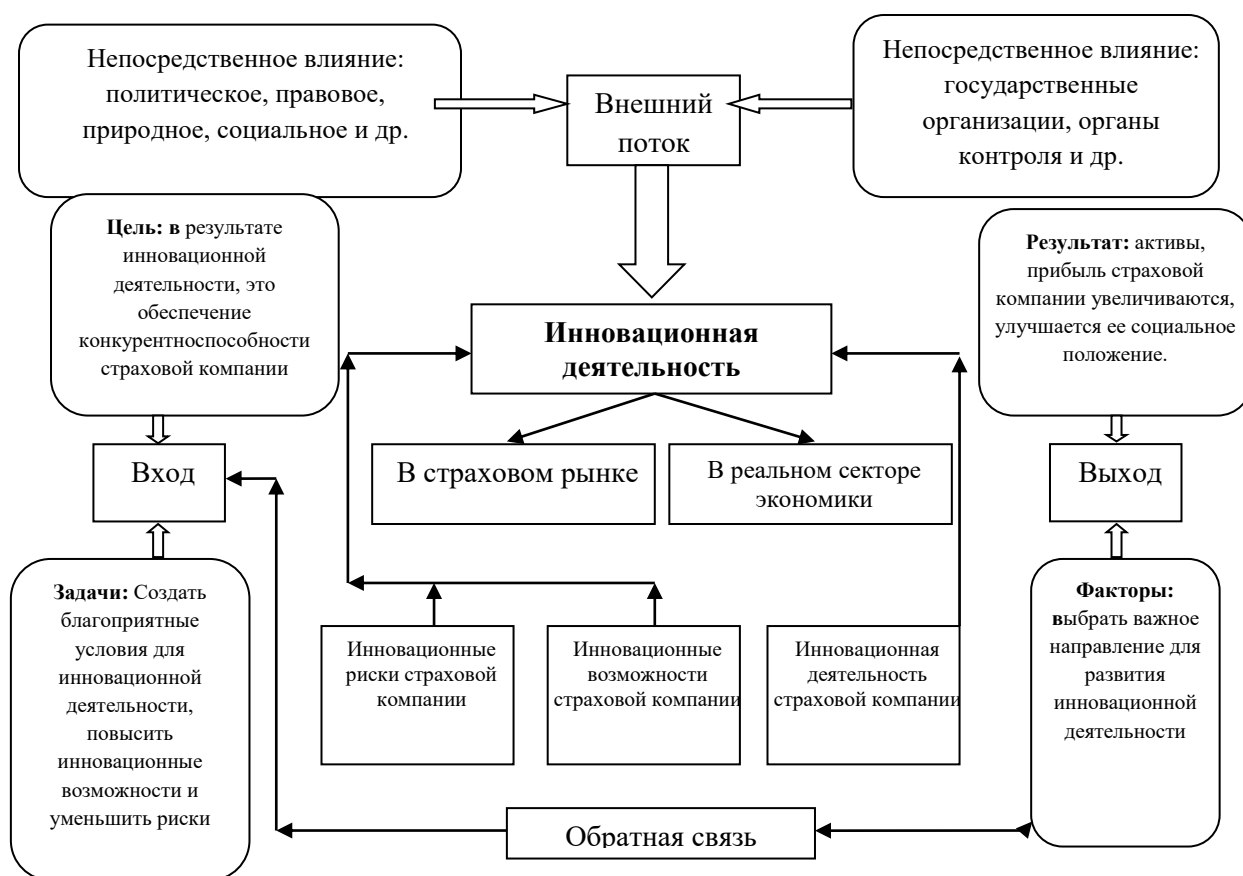 Непосредственное влияние:
политическое, правовое,
природное, социальное и др.
Внешний
поток
Непосредственное влияние:
государственные
организации, органы
контроля и др.
Цель: в результате
инновационной
деятельности, это
обеспечение
конкурентноспособности
страховой компании
Инновационная
деятельность
Результат: активы,
прибыль страховой
компании увеличиваются,
улучшается ее социальное
положение.
Вход
В страховом рынке
В реальном секторе
экономики
Выход
Задачи: Создать
благоприятные
условия для
инновационной
деятельности,
повысить
инновационные
возможности и
уменьшить риски
Инновационные
риски страховой
компании
Инновационные
возможности
страховой компании
Инновационная
деятельность
страховой компании
Факторы:
выбрать важное
направление для
развития
инновационной
деятельности
Обратная связь